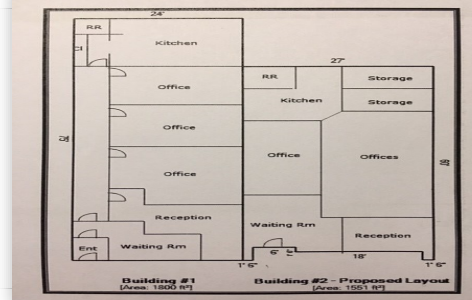 24'
RR
Kitchen
Office
Office
Office
Reception
Ent
Waiting Rm
1' 6"
Building #1
[Area: 1800 ft²]
27'
RR
Storage
Kitchen
Storage
Office
Offices
Waiting Rm
Reception
6'
18'
1' 6"
Building #2 - Proposed Layout
[Area: 1551 ft²]